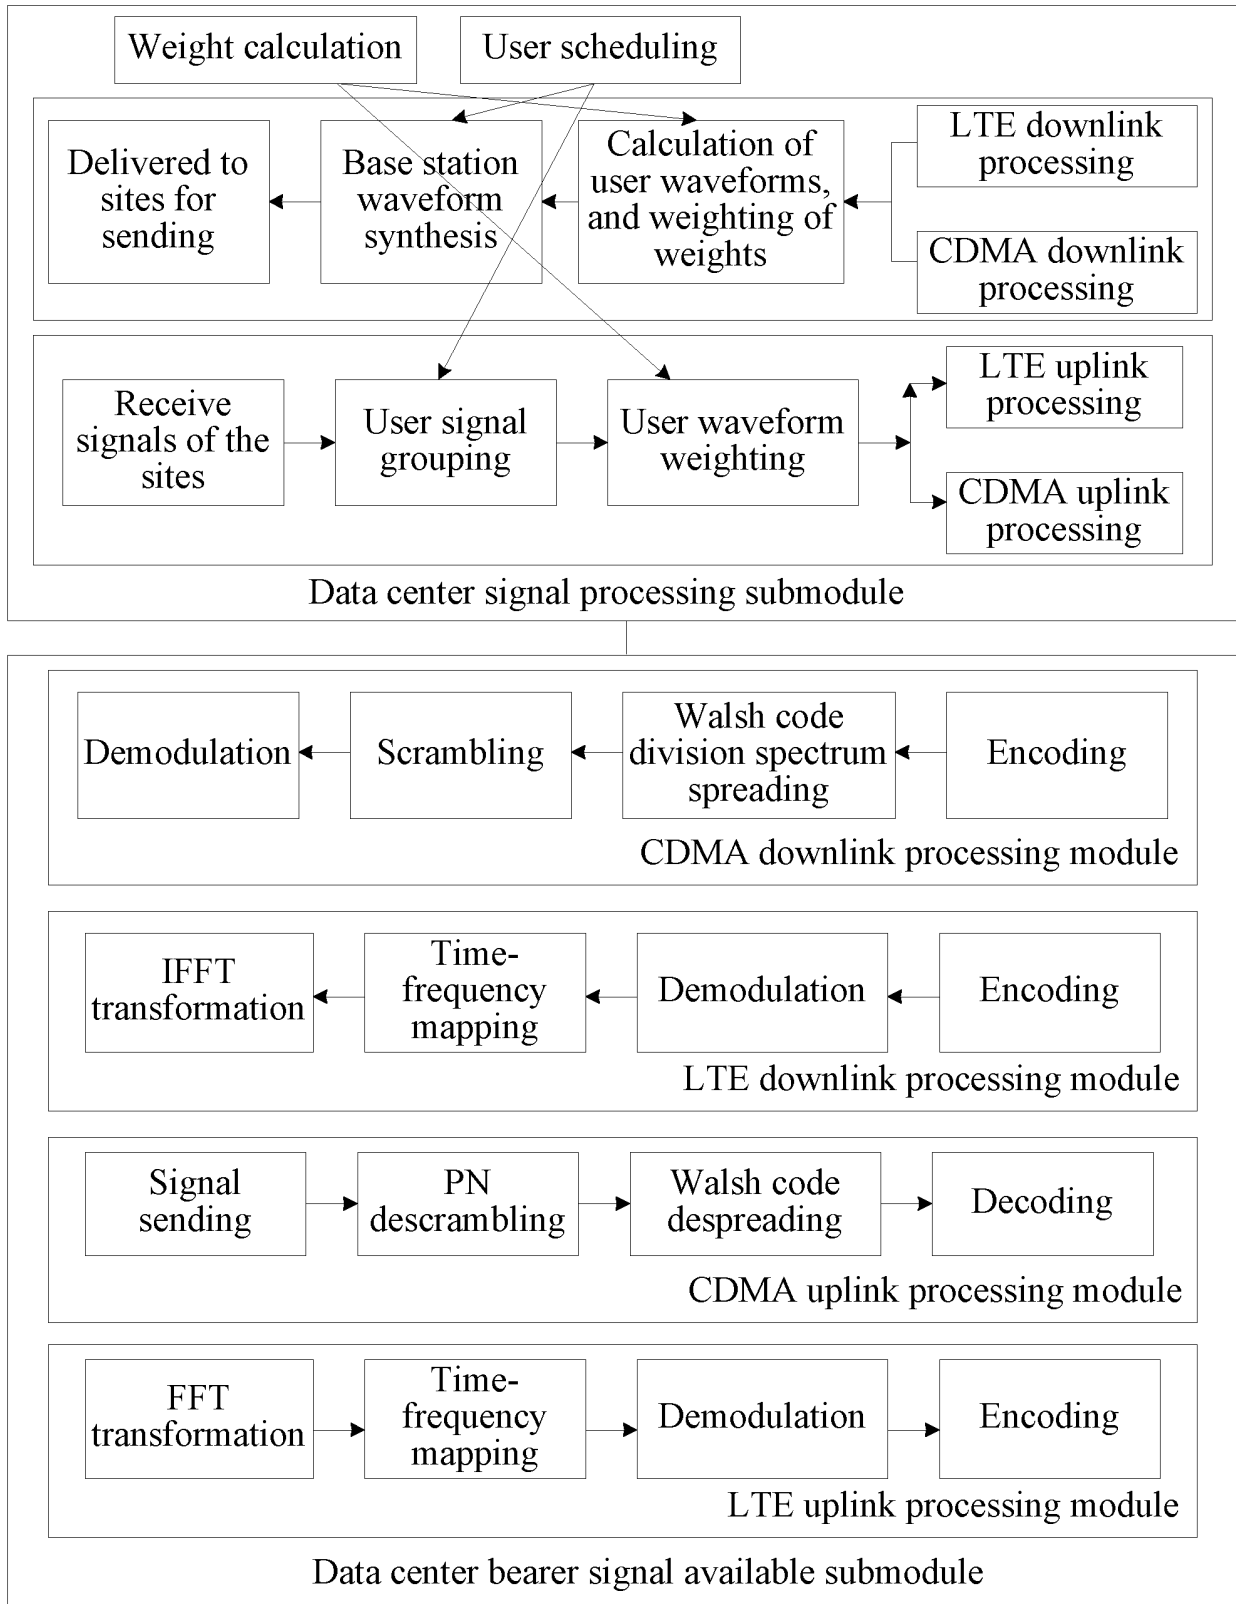 Weight calculation
User scheduling
Delivered to
sites for
sending
Base station
waveform
synthesis
Calculation of
user waveforms,
and weighting of
weights
LTE downlink
processing
CDMA downlink
processing
Receive
signals of the
sites
User signal
grouping
User waveform
weighting
LTE uplink
processing
CDMA uplink
processing
Data center signal processing submodule
Demodulation
Scrambling
Walsh code
division spectrum
spreading
Encoding
CDMA downlink processing module
IFFT
transformation
Time-
frequency
mapping
Demodulation
Encoding
LTE downlink processing module
Signal
sending
PN
descrambling
Walsh code
despreading
Decoding
CDMA uplink processing module
FFT
transformation
Time-
frequency
mapping
Demodulation
Encoding
LTE uplink processing module
Data center bearer signal available submodule